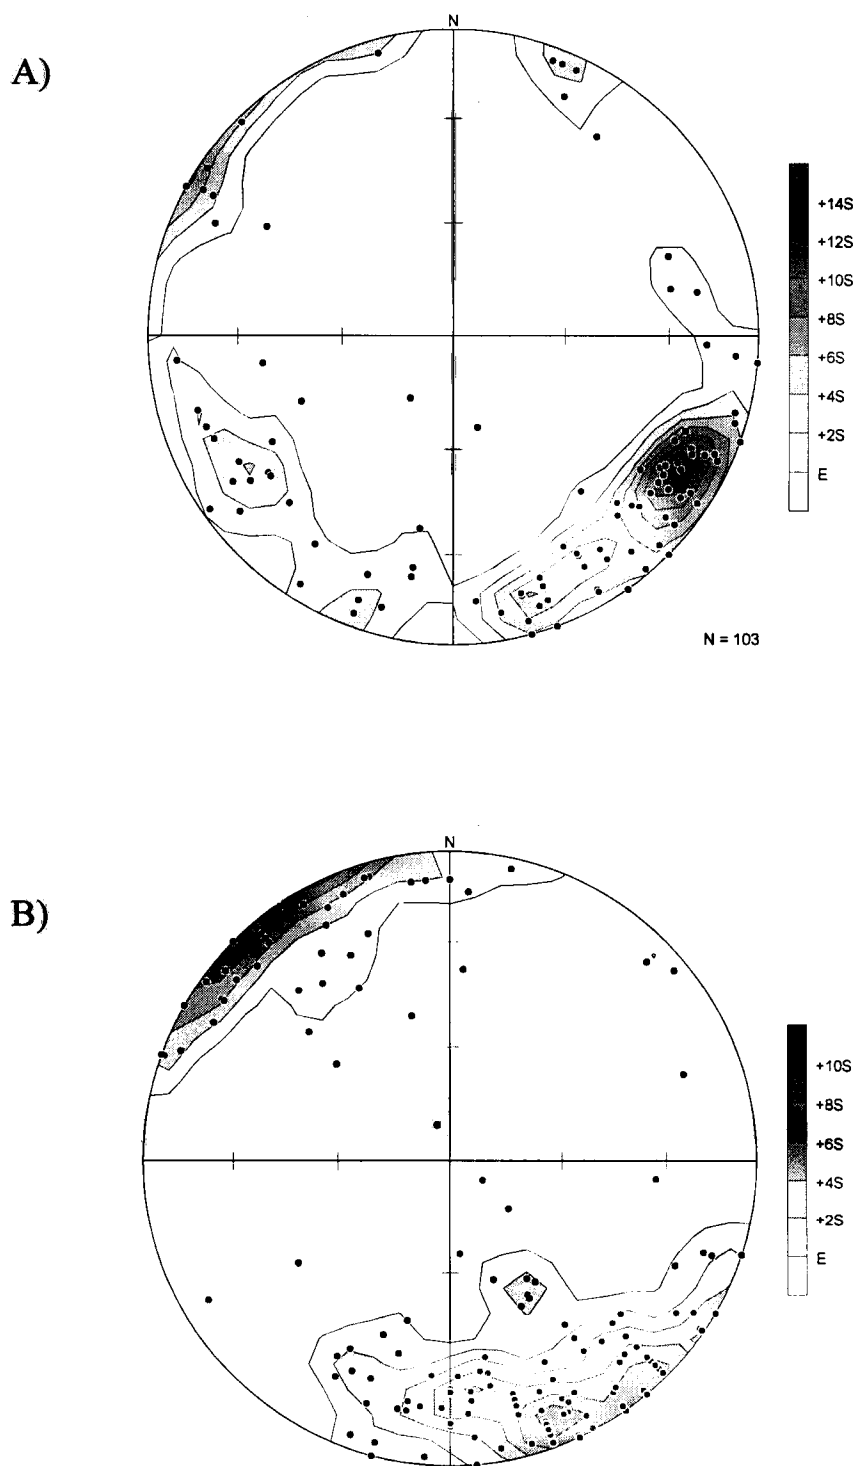 N
A)
+14S
+12S
+10S
+8S
+6S
+4S
+2S
E
N = 103
N
B)
+10S
+8S
+6S
+4S
+2S
E